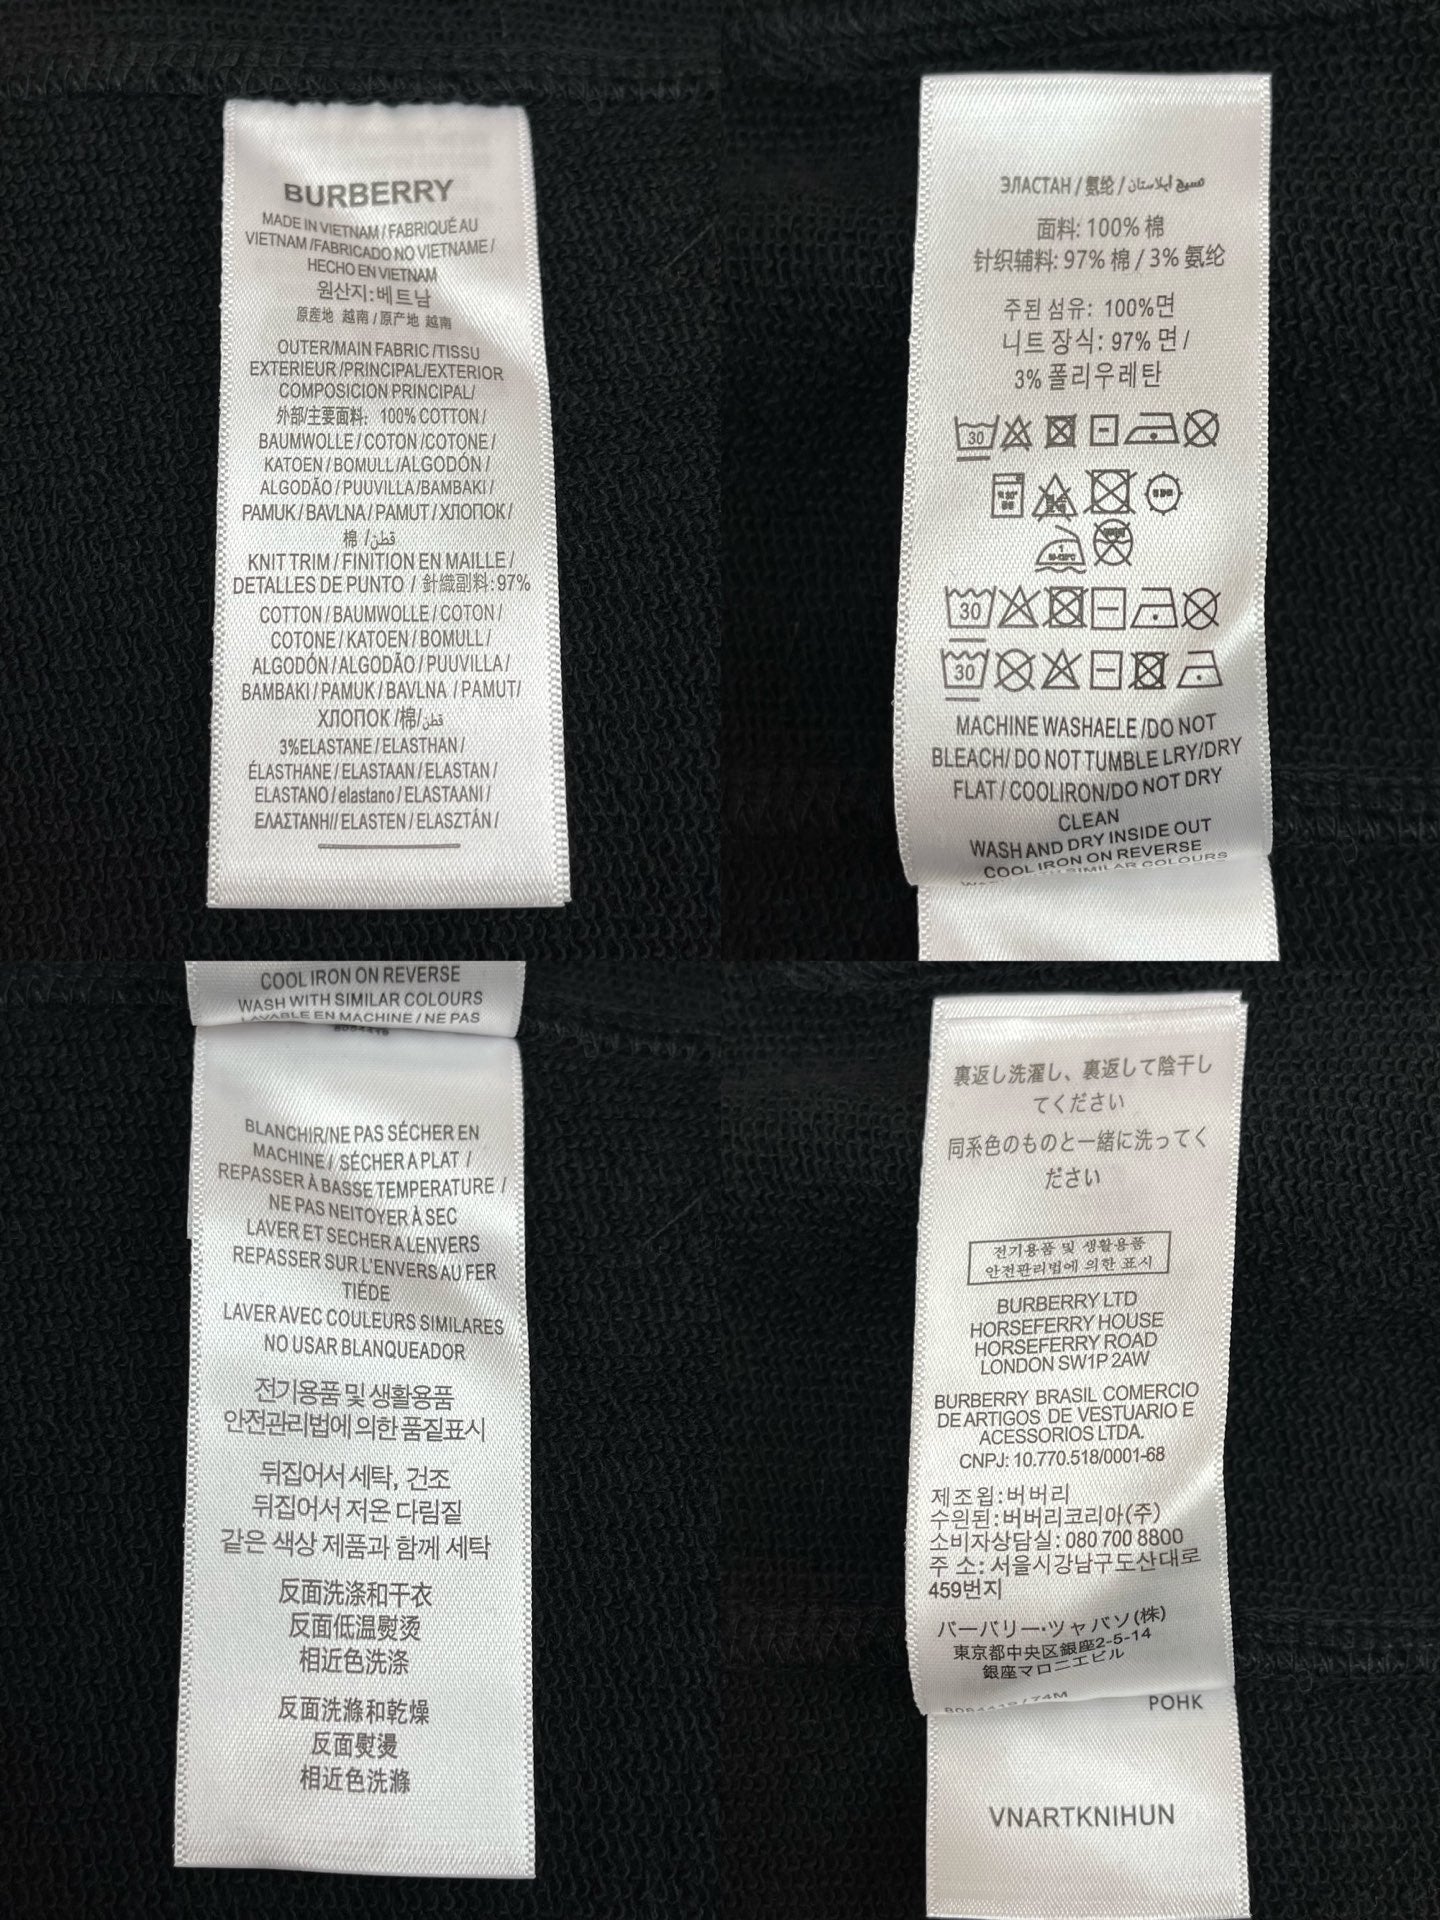 BURBERRY
MADE IN VIETNAM / FABRIQUÉ AU
VIETNAM /FABRICADO NO VIETNAME /
HECHO EN VIETNAM
원산지:베트남
原産地 越南 / 原产地 越南
OUTER/MAIN FABRIC /TISSU
EXTERIEUR /PRINCIPAL/EXTERIOR
COMPOSICION PRINCIPAL/
外部/主要面料: 100% COTTON /
BAUMWOLLE / COTON /COTONE /
KATOEN / BOMULL /ALGODÓN /
ALGODÃO / PUUVILLA /BAMBAKI /
PAMUK / BAVLNA / PAMUT / ХЛОПОК /
棉 /قطن
KNIT TRIM / FINITION EN MAILLE /
DETALLES DE PUNTO / 針織副料: 97%
COTTON / BAUMWOLLE / COTON /
COTONE / KATOEN / BOMULL /
ALGODÓN / ALGODÃO / PUUVILLA /
BAMBAKI / PAMUK / BAVLNA / PAMUT/
ХЛОПОК /棉/قطن
3%ELASTANE / ELASTHAN /
ÉLASTHANE / ELASTAAN / ELASTAN /
ELASTANO / elastano / ELASTAANI /
ΕΛΑΣΤΑΝΗ// ELASTEN / ELASZTÁN /
ЭЛАСТАН / 氨纶 /
面料: 100% 棉
针织辅料: 97% 棉 / 3% 氨纶
주된 섬유: 100%면
니트 장식: 97% 면 /
3% 폴리우레탄
30
30
30
MACHINE WASHAELE /DO NOT
BLEACH/ DO NOT TUMBLE LRY/DRY
FLAT / COOLIRON/DO NOT DRY
CLEAN
WASH AND DRY INSIDE OUT
COOL IRON ON REVERSE
WASH WITH SIMILAR COLOURS
COOL IRON ON REVERSE
WASH WITH SIMILAR COLOURS
LAVABLE EN MACHINE / NE PAS
BLANCHIR/NE PAS SÉCHER EN
MACHINE / SÉCHER A PLAT /
REPASSER À BASSE TEMPERATURE /
NE PAS NEITOYER À SEC
LAVER ET SECHER A LENVERS
REPASSER SUR L'ENVERS AU FER
TIÉDE
LAVER AVEC COULEURS SIMILARES
NO USAR BLANQUEADOR
전기용품 및 생활용품
안전관리법에 의한 품질표시
뒤집어서 세탁, 건조
뒤집어서 저온 다림질
같은 색상 제품과 함께 세탁
反面洗涤和干衣
反面低温熨烫
相近色洗涤
反面洗滌和乾燥
反面熨燙
相近色洗滌
裏返し洗濯し、裏返して陰干し
てください
同系色のものと一緒に洗ってく
ださい
전기용품 및 생활용품
안전관리법에 의한 표시
BURBERRY LTD
HORSEFERRY HOUSE
HORSEFERRY ROAD
LONDON SW1P 2AW
BURBERRY BRASIL COMERCIO
DE ARTIGOS DE VESTUARIO E
ACESSORIOS LTDA.
CNPJ: 10.770.518/0001-68
제조윕:버버리
수인된:버버리코리아(주)
소비자상담실: 080 700 8800
주 소: 서울시강남구도산대로
459번지
バーバリー·ツャバソ(株)
東京都中央区銀座2-5-14
銀座マロニエビル
POHK
VNARTKNIHUN